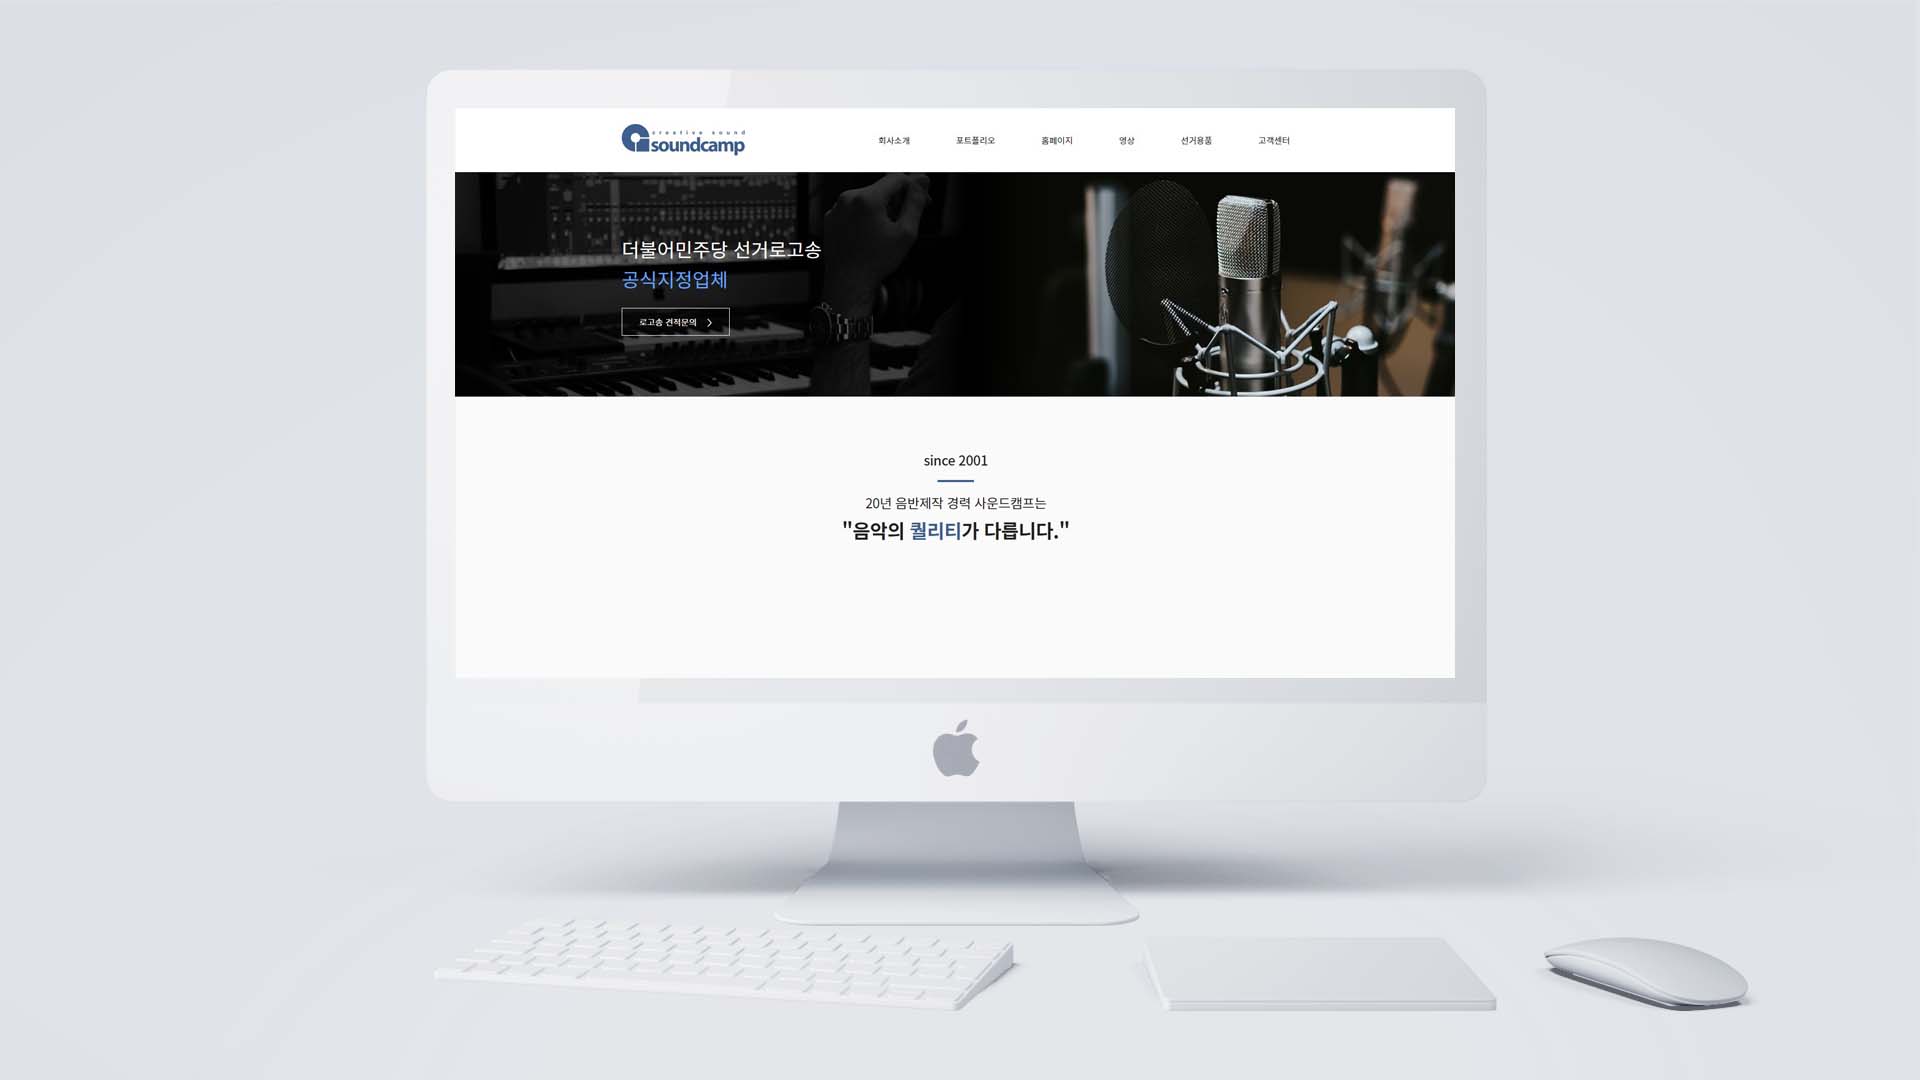 creative sound
soundcamp
회사소개 포트폴리오 홈페이지 영상 선거용품 고객센터
더불어민주당 선거로고송
공식지정업체
로고송 견적문의 >
since 2001
20년 음반제작 경력 사운드캠프는
"음악의 퀄리티가 다릅니다."